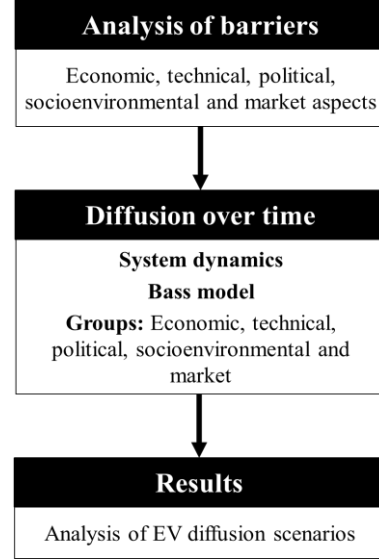 Analysis of barriers
Economic, technical, political,
socioenvironmental and market aspects
Diffusion over time
System dynamics
Bass model
Groups: Economic, technical,
political, socioenvironmental and
market
Results
Analysis of EV diffusion scenarios